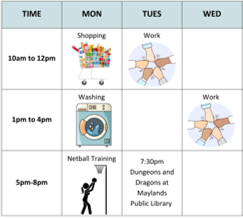 TIME MON TUES WED
10am to 12pm
Shopping
Work
1pm to 4pm
Washing
Work
5pm-8pm
Netball Training
7:30pm
Dungeons and
Dragons at
Maylands
Public Library